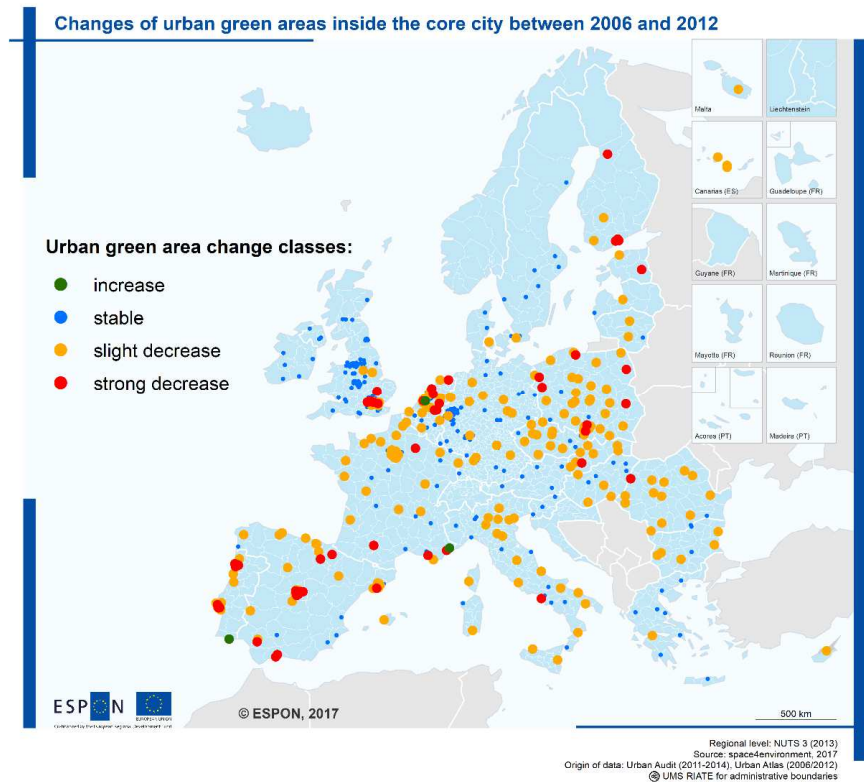 Changes of urban green areas inside the core city between 2006 and 2012
Malta
Liechtenstein
Canarias (ES)
Guadeloupe (FR)
Urban green area change classes:
increase
stable
slight decrease
strong decrease
Guyane (FR)
Martinique (FR)
Mayotte (FR)
Reunion (FR)
Acores (PT)
Madeira (PT)
ESPON
EUROPEAN UNION
© ESPON, 2017
500 km
Regional level: NUTS 3 (2013)
Source: space4environment, 2017
Origin of data: Urban Audit (2011-2014), Urban Atlas (2006/2012)
UMS RIATE for administrative boundaries